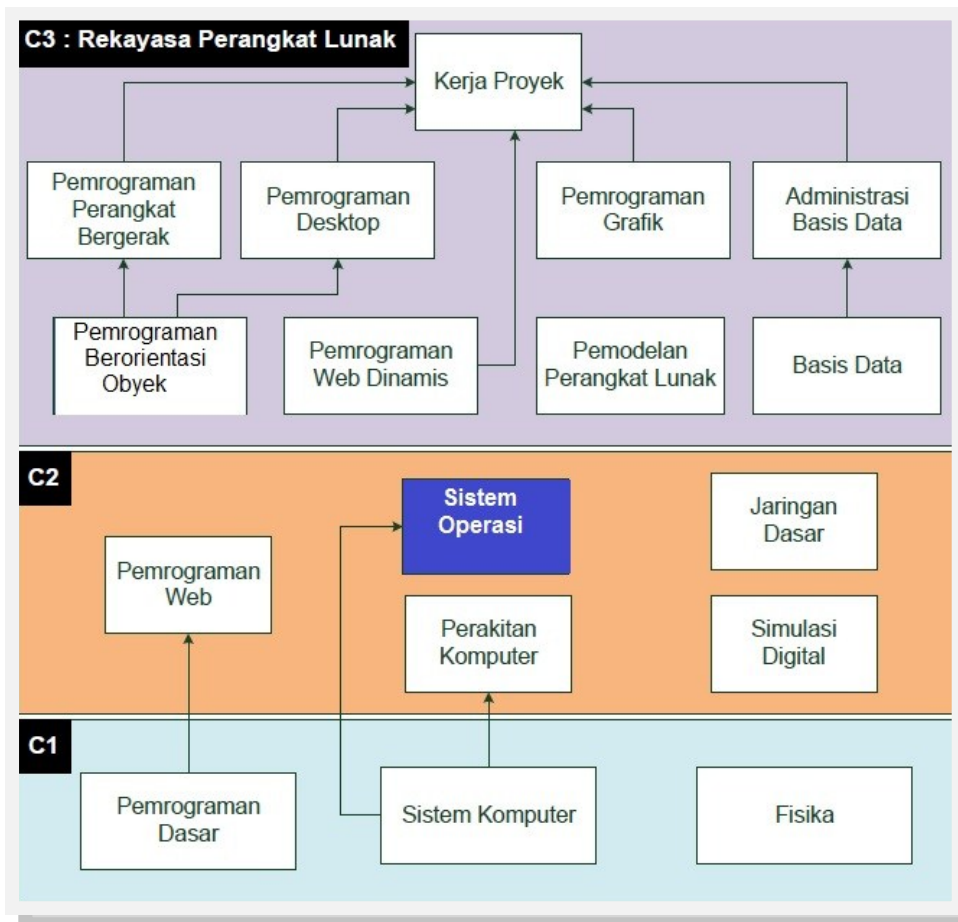 C3 : Rekayasa Perangkat Lunak
Kerja Proyek
Pemrograman
Perangkat
Bergerak
Pemrograman
Desktop
Pemrograman
Grafik
Administrasi
Basis Data
Pemrograman
Berorientasi
Obyek
Pemrograman
Web Dinamis
Pemodelan
Perangkat Lunak
Basis Data
C2
Sistem
Operasi
Jaringan
Dasar
Pemrograman
Web
Perakitan
Komputer
Simulasi
Digital
C1
Pemrograman
Dasar
Sistem Komputer
Fisika